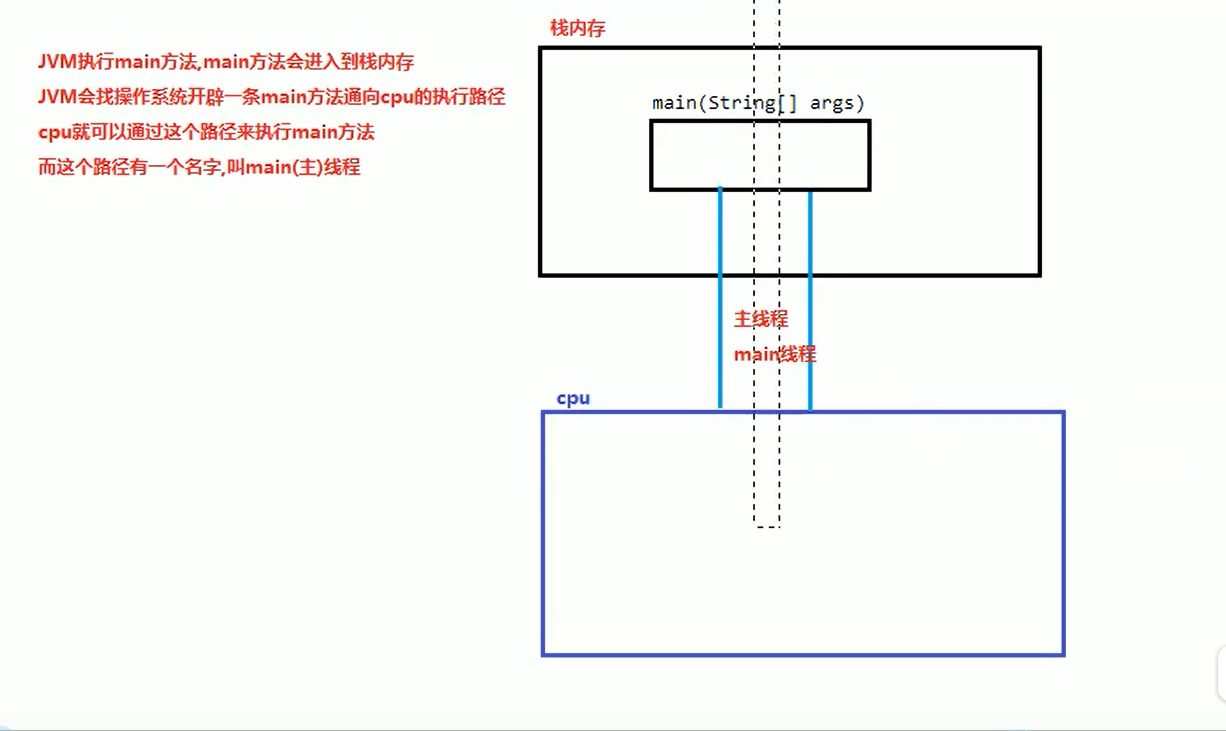 栈内存
JVM执行main方法,main方法会进入到栈内存
JVM会找操作系统开辟一条main方法通向cpu的执行路径
cpu就可以通过这个路径来执行main方法
而这个路径有一个名字,叫main(主)线程
main(String[] args)
主线程
main线程
cpu